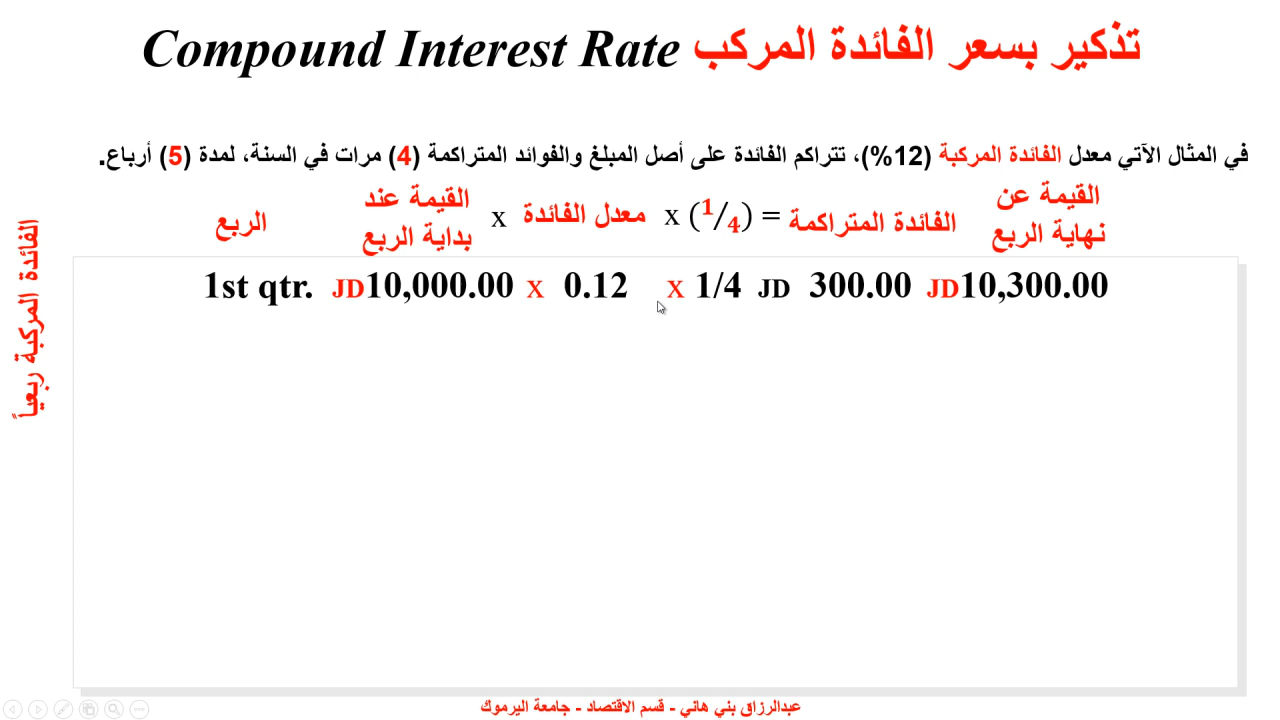 تذكير بسعر الفائدة المركب Compound Interest Rate
في المثال الآتي معدل الفائدة المركبة (12%)، تتراكم الفائدة على أصل المبلغ والفوائد المتراكمة (4) مرات في السنة، لمدة (5) أرباع.
الربع
القيمة عند
بداية الربع
x معدل الفائدة x (1/4) = الفائدة المتراكمة
القيمة عن
نهاية الربع
1st qtr. JD10,000.00 x 0.12 x 1/4 JD 300.00 JD10,300.00
الفائدة المركبة ربعياً
عبدالرزاق بني هاني - قسم الاقتصاد - جامعة اليرموك